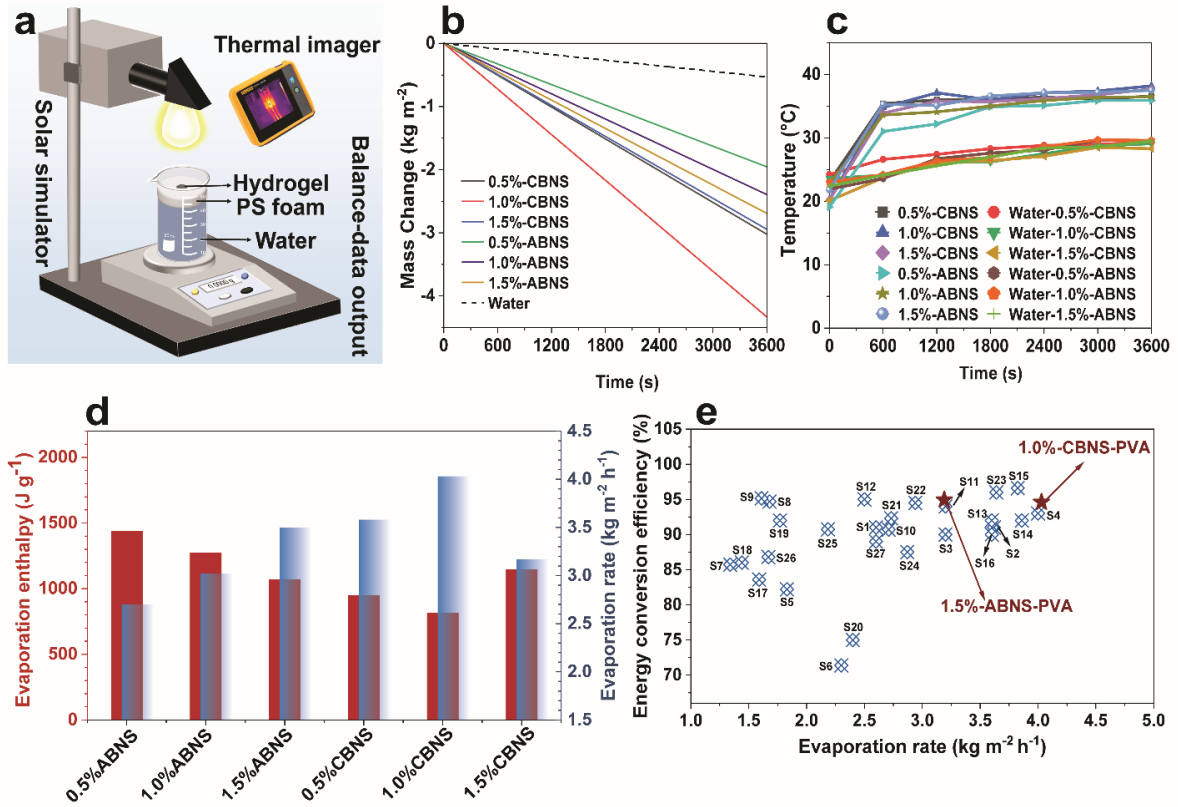 a
Thermal imager
Solar simulator
Hydrogel
PS foam
Water
0.0000 g
Balance-data output
b
Mass Change (kg m⁻²)
0
-1
-2
-3
-4
0.5%-CBNS
1.0%-CBNS
1.5%-CBNS
0.5%-ABNS
1.0%-ABNS
1.5%-ABNS
Water
0 600 1200 1800 2400 3000 3600
Time (s)
c
Temperature (°C)
40
30
20
10
0
0.5%-CBNS Water-0.5%-CBNS
1.0%-CBNS Water-1.0%-CBNS
1.5%-CBNS Water-1.5%-CBNS
0.5%-ABNS Water-0.5%-ABNS
1.0%-ABNS Water-1.0%-ABNS
1.5%-ABNS Water-1.5%-ABNS
0 600 1200 1800 2400 3000 3600
Time (s)
d
Evaporation enthalpy (J g⁻¹)
2000
1500
1000
500
0
Evaporation rate (kg m⁻² h⁻¹)
4.5
4.0
3.5
3.0
2.5
2.0
1.5
0.5%ABNS
1.0%ABNS
1.5%ABNS
0.5%CBNS
1.0%CBNS
1.5%CBNS
e
Energy conversion efficiency (%)
105
100
95
90
85
80
75
70
1.0%-CBNS-PVA
S9
S8
S19
S12
S22
S21
S1
S10
S27
S25
S24
S11
S3
S23
S15
S13
S4
S14
S2
S16
S7
S18
S26
S17
S5
S20
S6
1.5%-ABNS-PVA
1.0 1.5 2.0 2.5 3.0 3.5 4.0 4.5 5.0
Evaporation rate (kg m⁻² h⁻¹)